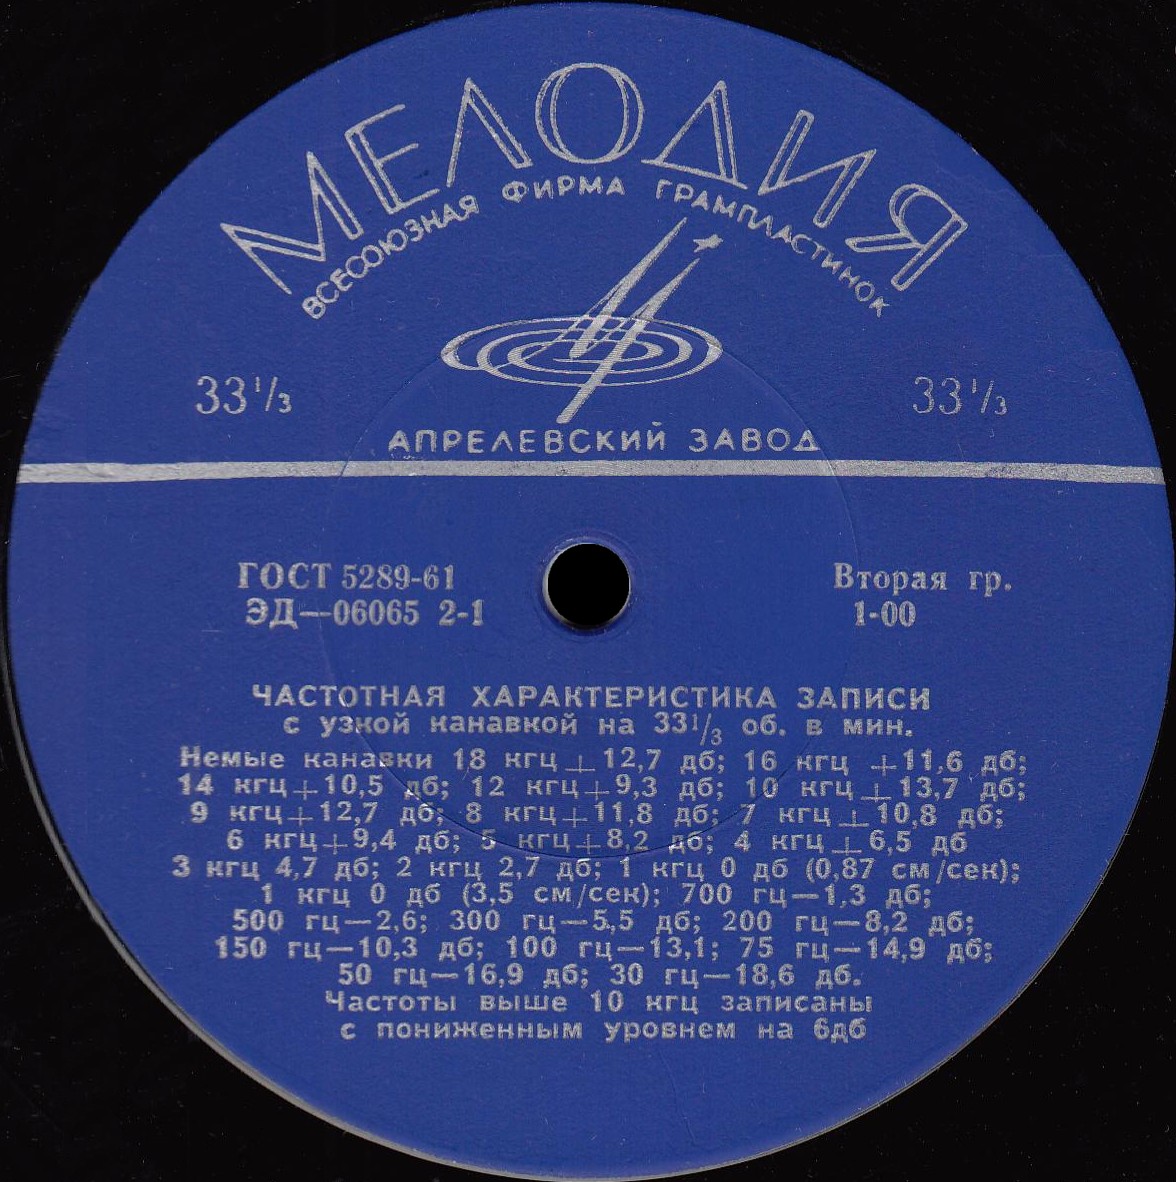 МЕЛОДИЯ
ВСЕСОЮЗНАЯ ФИРМА ГРАМПЛАСТИНОК
33 1/3 33 1/3
АПРЕЛЕВСКИЙ ЗАВОД
ГОСТ 5289-61 Вторая гр.
ЭД—06065 2-1 1-00
ЧАСТОТНАЯ ХАРАКТЕРИСТИКА ЗАПИСИ
с узкой канавкой на 33 1/3 об. в мин.
Немые канавки 18 кгц+12,7 дб; 16 кгц +11,6 дб;
14 кгц+10,5 дб; 12 кгц+9,3 дб; 10 кгц+13,7 дб;
9 кгц+12,7 дб; 8 кгц+11,8 дб; 7 кгц+10,8 дб;
6 кгц+9,4 дб; 5 кгц+8,2 дб; 4 кгц+6,5 дб
3 кгц 4,7 дб; 2 кгц 2,7 дб; 1 кгц 0 дб (0,87 см/сек);
1 кгц 0 дб (3,5 см/сек); 700 гц—1,3 дб;
500 гц—2,6; 300 гц—5,5 дб; 200 гц—8,2 дб;
150 гц—10,3 дб; 100 гц—13,1; 75 гц—14,9 дб;
50 гц—16,9 дб; 30 гц—18,6 дб.
Частоты выше 10 кгц записаны
с пониженным уровнем на 6дб